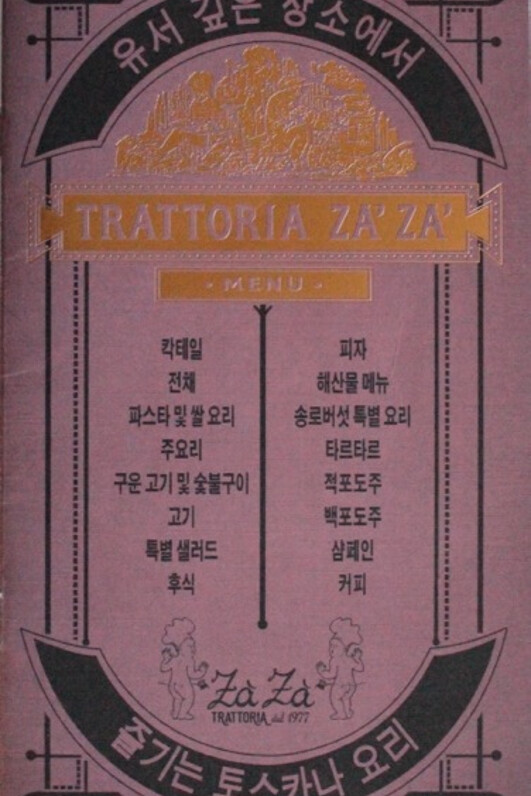 유서 깊은 장소에서
TRATTORIA ZA' ZA'
· MENU ·
칵테일
전채
파스타 및 쌀 요리
주요리
구운 고기 및 숯불구이
고기
특별 샐러드
후식
피자
해산물 메뉴
송로버섯 특별 요리
타르타르
적포도주
백포도주
샴페인
커피
Zà Zà
TRATTORIA dal 1977
즐기는 토스카나 요리